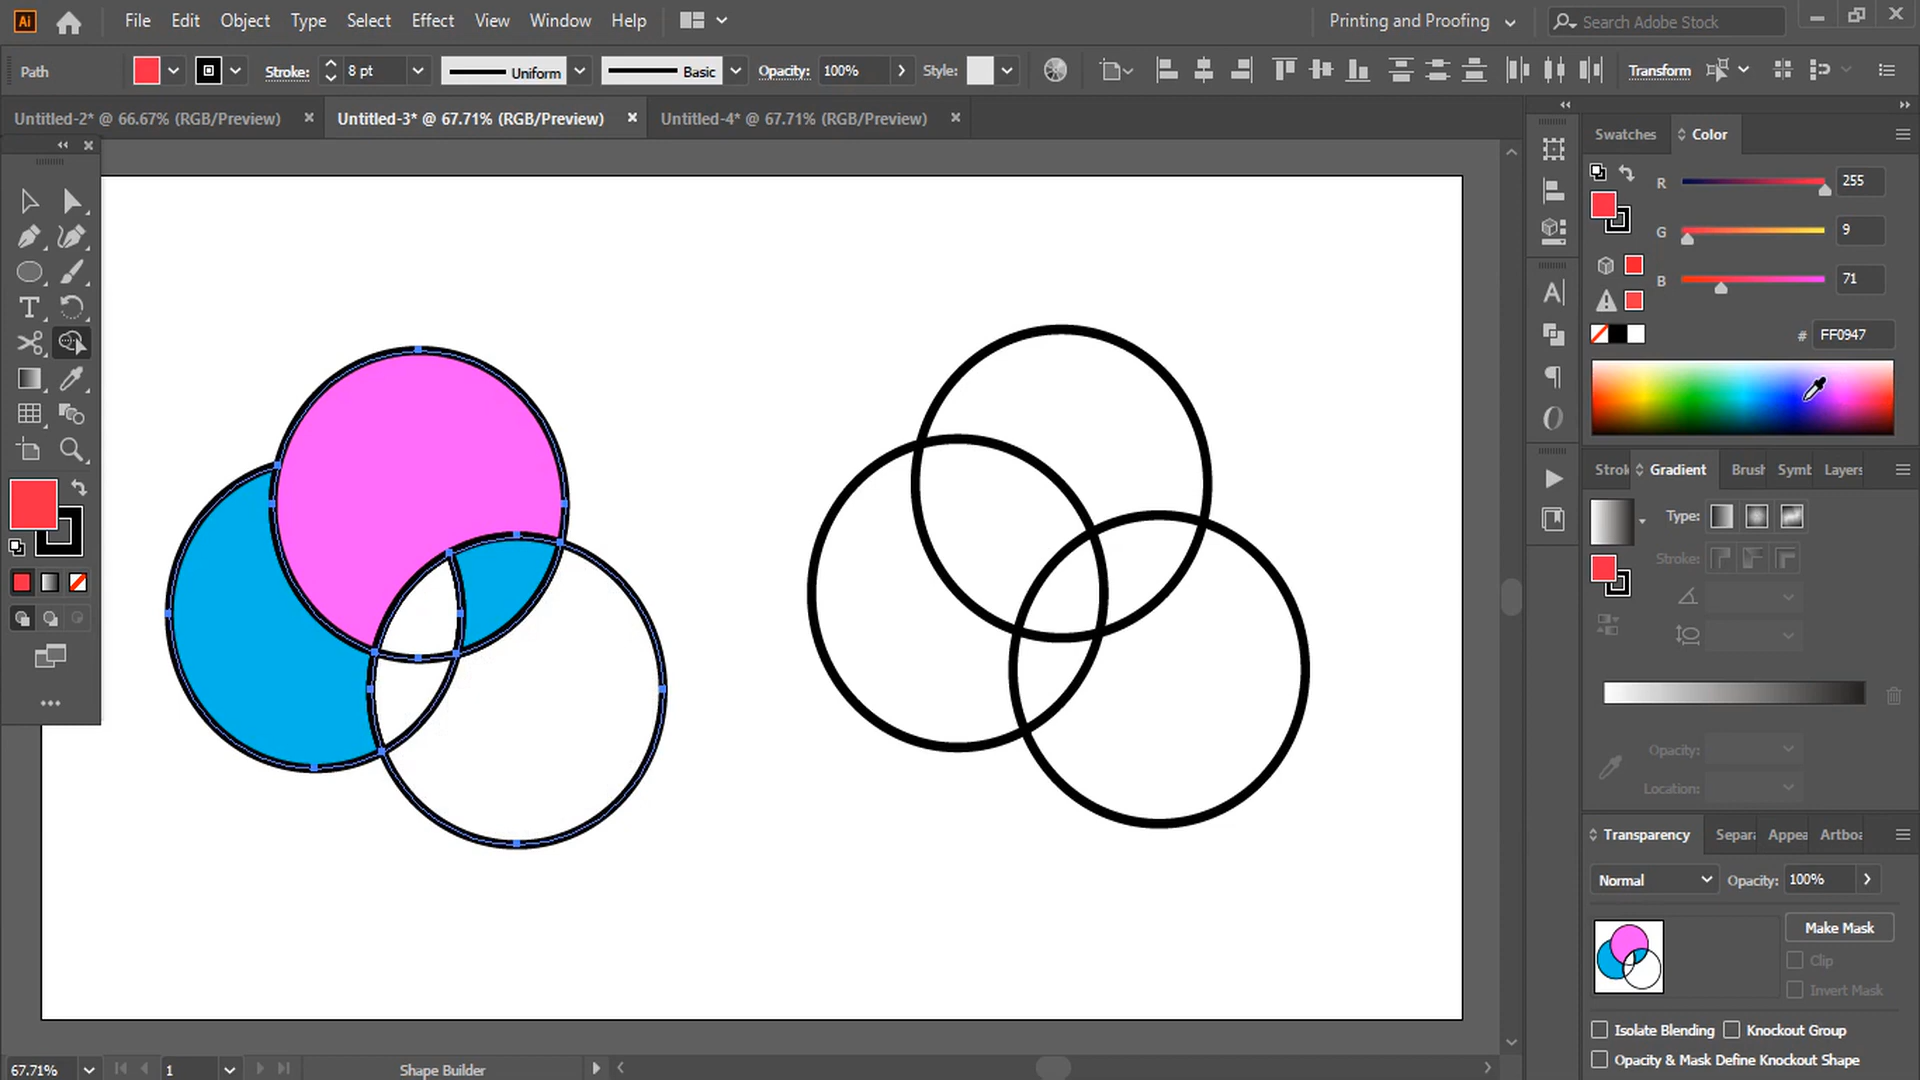 Ai File Edit Object Type Select Effect View Window Help Printing and Proofing Search Adobe Stock
Path Stroke: 8 pt Uniform Basic Opacity: 100% Style: Transform
Untitled-2* @ 66.67% (RGB/Preview) × Untitled-3* @ 67.71% (RGB/Preview) × Untitled-4* @ 67.71% (RGB/Preview) ×
Swatches Color
R 255
G 9
B 71
# FF0947
Strok Gradient Brush Symb Layers
Type:
Stroke:
Opacity:
Location:
Transparency Separ Appea Artboa
Normal Opacity: 100%
Make Mask
Clip
Invert Mask
Isolate Blending Knockout Group
Opacity & Mask Define Knockout Shape
67.71% 1 Shape Builder